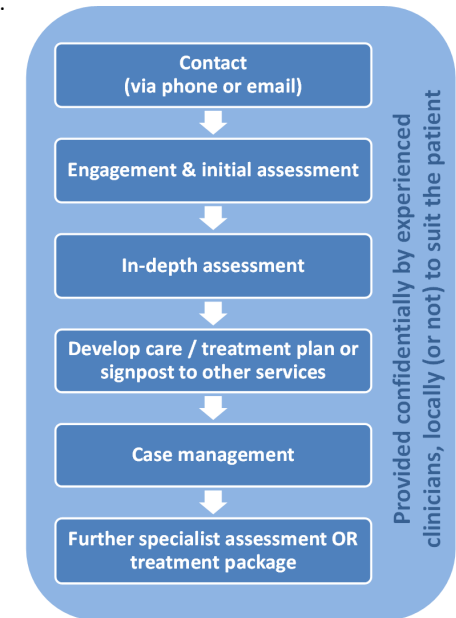 .
Contact
(via phone or email)
Engagement & initial assessment
In-depth assessment
Develop care / treatment plan or
signpost to other services
Case management
Further specialist assessment OR
treatment package
Provided confidentially by experienced
clinicians, locally (or not) to suit the patient